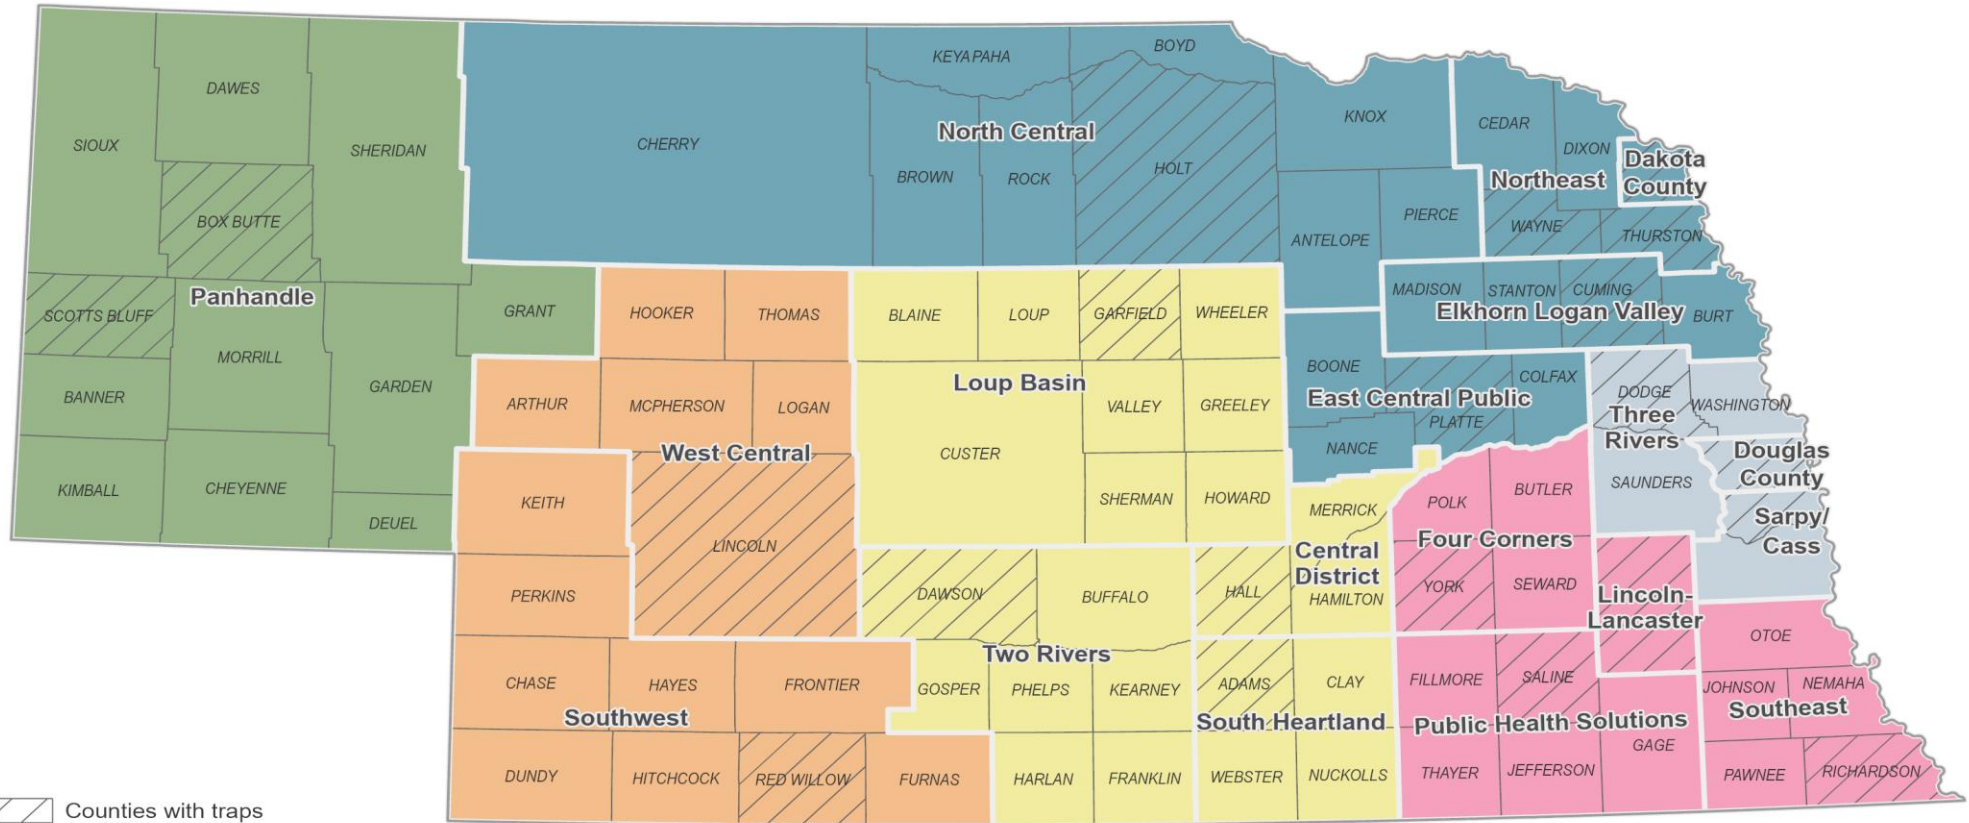 KEYA PAHA
BOYD
DAWES
SIOUX
SHERIDAN
CHERRY
North Central
KNOX
CEDAR
DIXON
Dakota
County
BROWN
ROCK
HOLT
Northeast
BOX BUTTE
ANTELOPE
PIERCE
WAYNE
THURSTON
Panhandle
SCOTTS BLUFF
GRANT
HOOKER
THOMAS
BLAINE
LOUP
GARFIELD
WHEELER
MADISON
STANTON
CUMING
Elkhorn Logan Valley
BURT
MORRILL
GARDEN
BANNER
ARTHUR
MCPHERSON
LOGAN
Loup Basin
VALLEY
GREELEY
BOONE
COLFAX
East Central Public
PLATTE
NANCE
DODGE
WASHINGTON
Three
Rivers
West Central
CUSTER
Douglas
County
KIMBALL
CHEYENNE
DEUEL
KEITH
LINCOLN
SHERMAN
HOWARD
MERRICK
POLK
BUTLER
SAUNDERS
Sarpy/
Cass
Central
District
Four Corners
PERKINS
DAWSON
BUFFALO
HALL
HAMILTON
YORK
SEWARD
Lincoln-
Lancaster
OTOE
Two Rivers
CHASE
HAYES
FRONTIER
GOSPER
PHELPS
KEARNEY
ADAMS
CLAY
FILLMORE
SALINE
JOHNSON
NEMAHA
Southwest
South Heartland
Public Health Solutions
Southeast
GAGE
DUNDY
HITCHCOCK
RED WILLOW
FURNAS
HARLAN
FRANKLIN
WEBSTER
NUCKOLLS
THAYER
JEFFERSON
PAWNEE
RICHARDSON
Counties with traps